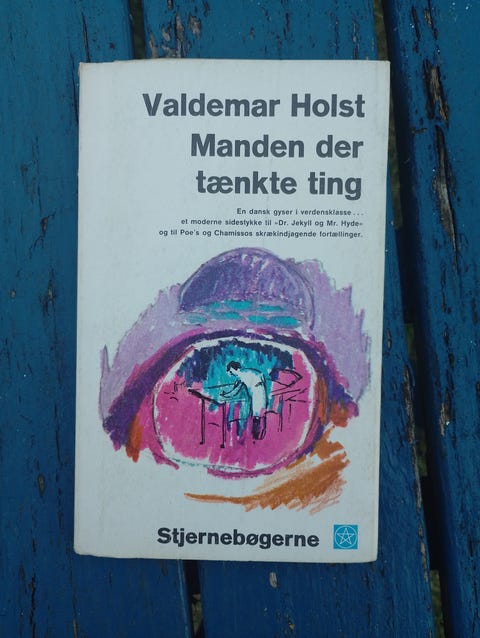 Valdemar Holst
Manden der
tænkte ting
En dansk gyser i verdensklasse...
et moderne sidestykke til »Dr. Jekyll og Mr. Hyde«
og til Poe's og Chamissos skrækindjagende fortællinger.
Stjernebøgerne